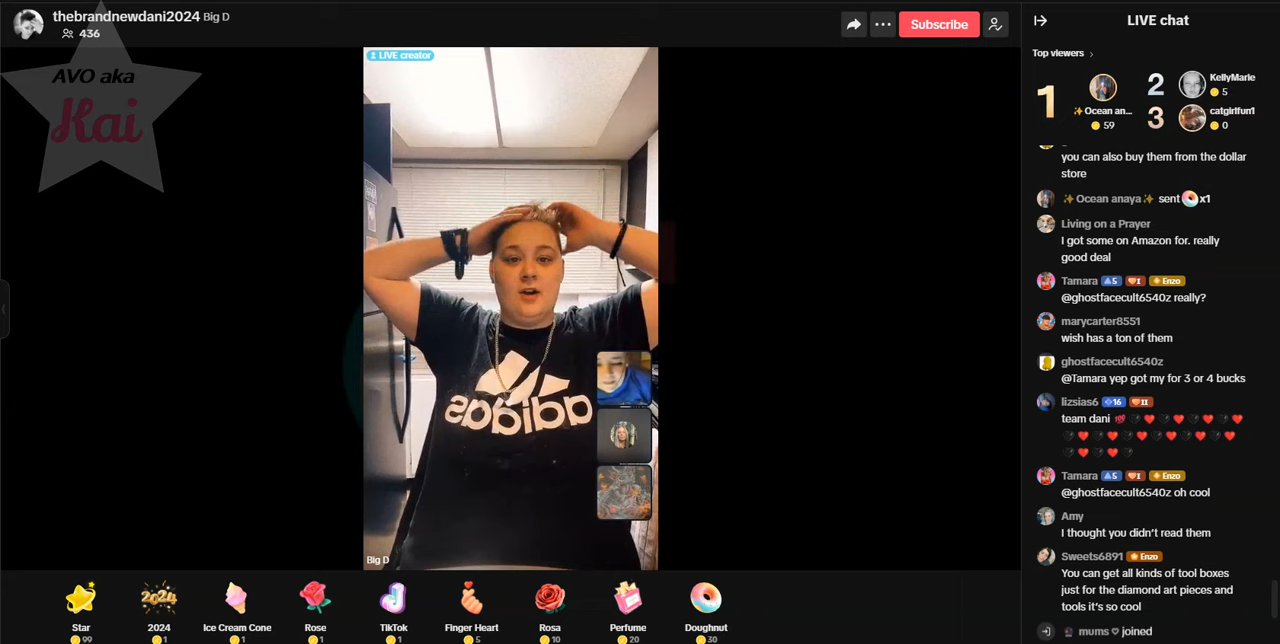 thebrandnewdani2024 Big D
436
Subscribe
AVO aka
Kai
LIVE creator
adidas
Big D
Star
99
2024
2024
1
Ice Cream Cone
1
Rose
1
TikTok
1
Finger Heart
5
Rosa
10
Perfume
20
Doughnut
30
LIVE chat
Top viewers
1
✨ Ocean an...
59
2
KellyMarie
5
3
catgirlfun1
0
you can also buy them from the dollar
store
✨Ocean anaya✨ sent x1
Living on a Prayer
I got some on Amazon for. really
good deal
Tamara 5 I Enzo
@ghostfacecult6540z really?
marycarter8551
wish has a ton of them
ghostfacecult6540z
@Tamara yep got my for 3 or 4 bucks
lizsias6 16 II
team dani 💯🖤❤️🖤❤️🖤❤️🖤❤️
🖤❤️🖤❤️🖤❤️🖤❤️🖤❤️🖤❤️
🖤❤️🖤❤️🖤
Tamara 5 I Enzo
@ghostfacecult6540z oh cool
Amy
I thought you didn't read them
Sweets6891 Enzo
You can get all kinds of tool boxes
just for the diamond art pieces and
tools it's so cool
mums ♡ joined